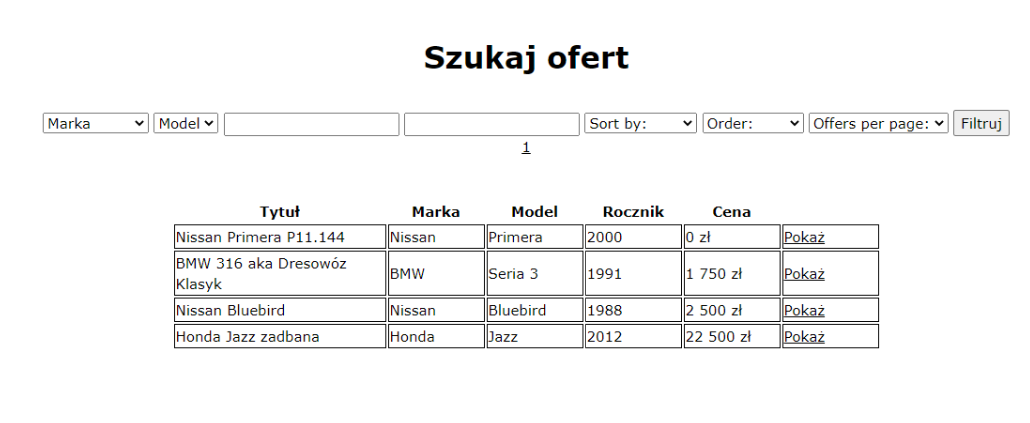 Szukaj ofert
Marka Model Sort by: Order: Offers per page: Filtruj
1
Tytuł Marka Model Rocznik Cena
Nissan Primera P11.144 Nissan Primera 2000 0 zł Pokaż
BMW 316 aka Dresowóz Klasyk BMW Seria 3 1991 1 750 zł Pokaż
Nissan Bluebird Nissan Bluebird 1988 2 500 zł Pokaż
Honda Jazz zadbana Honda Jazz 2012 22 500 zł Pokaż